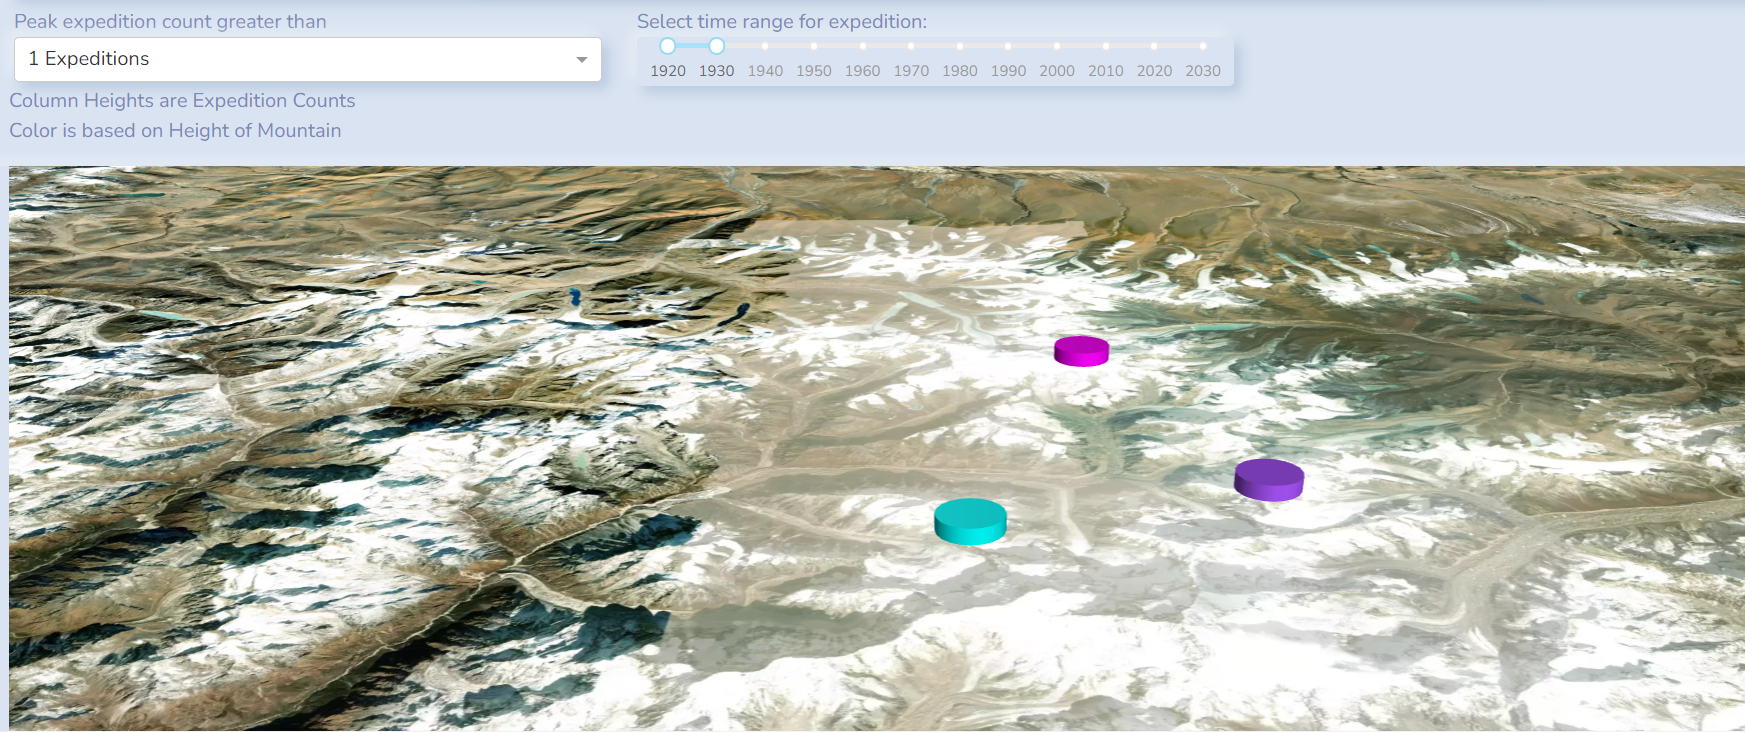 Peak expedition count greater than
1 Expeditions
Select time range for expedition:
1920 1930 1940 1950 1960 1970 1980 1990 2000 2010 2020 2030
Column Heights are Expedition Counts
Color is based on Height of Mountain